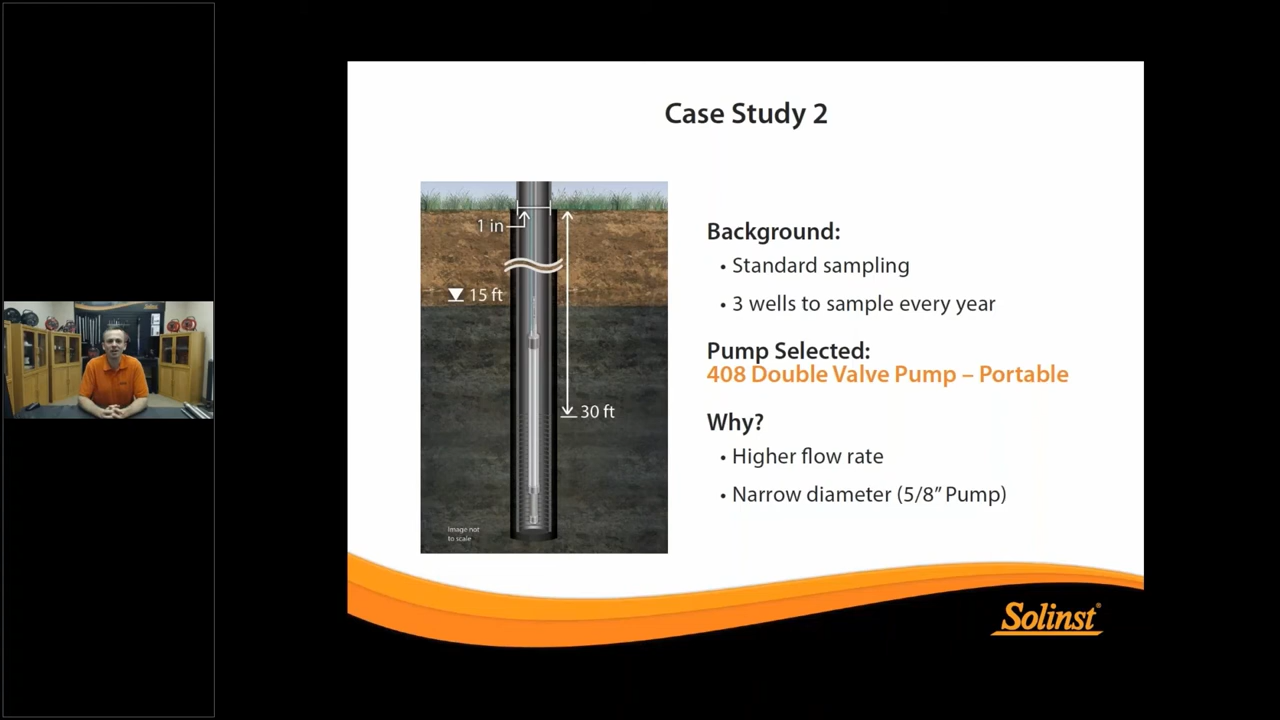 Case Study 2
1 in
15 ft
30 ft
Image not
to scale
Background:
• Standard sampling
• 3 wells to sample every year
Pump Selected:
408 Double Valve Pump – Portable
Why?
• Higher flow rate
• Narrow diameter (5/8” Pump)
Solinst®